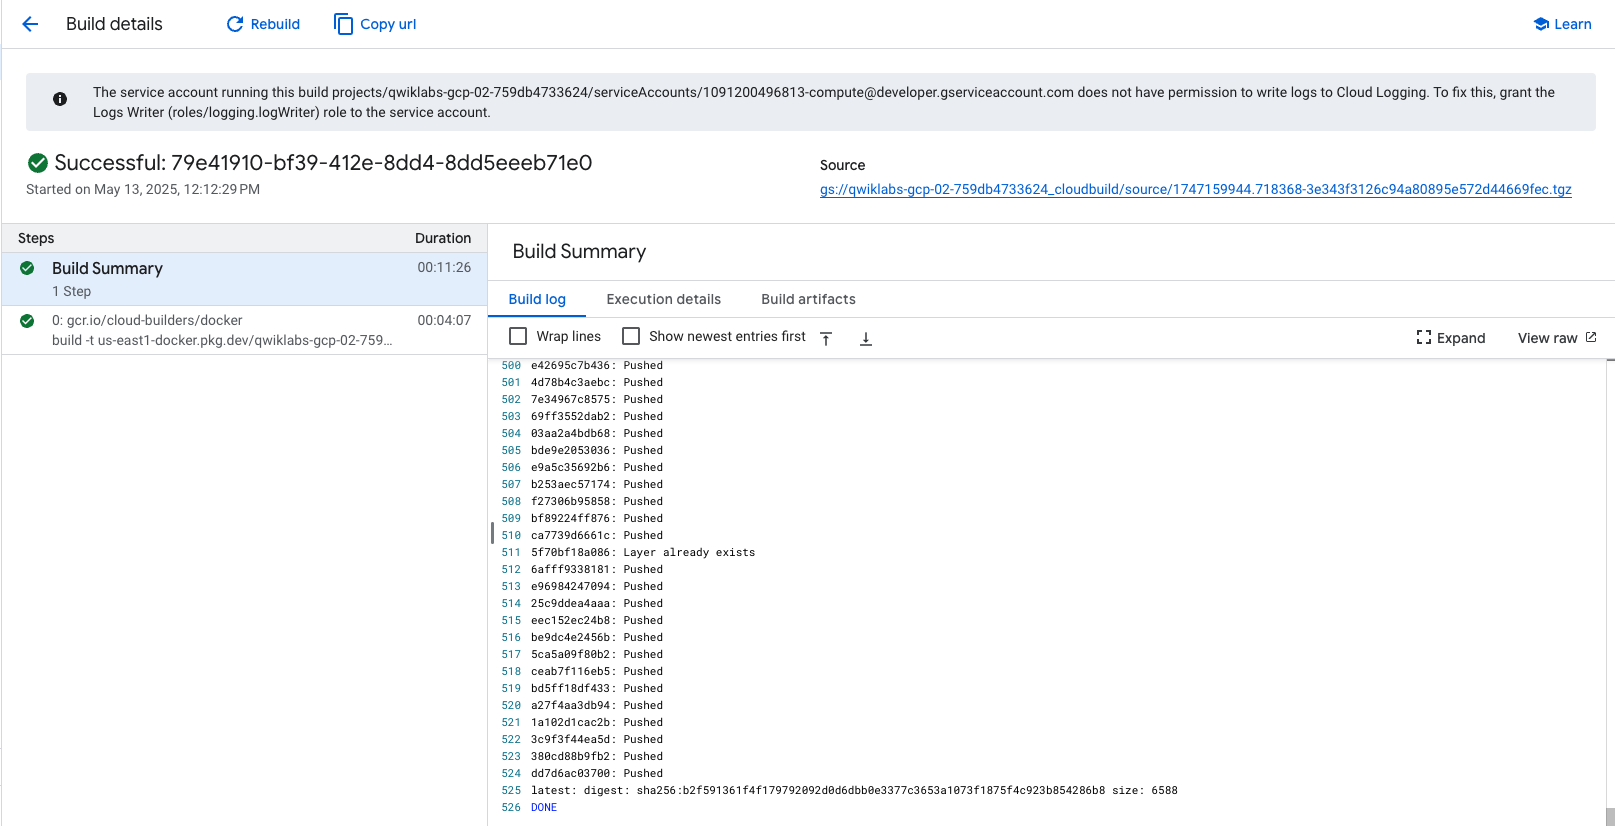 Build details
Rebuild
Copy url
Learn
The service account running this build projects/qwiklabs-gcp-02-759db4733624/serviceAccounts/1091200496813-compute@developer.gserviceaccount.com does not have permission to write logs to Cloud Logging. To fix this, grant the
Logs Writer (roles/logging.logWriter) role to the service account.
Successful: 79e41910-bf39-412e-8dd4-8dd5eeeb71e0
Started on May 13, 2025, 12:12:29 PM
Source
gs://qwiklabs-gcp-02-759db4733624_cloudbuild/source/1747159944.718368-3e343f3126c94a80895e572d44669fec.tgz
Steps Duration
Build Summary 00:11:26
1 Step
0: gcr.io/cloud-builders/docker 00:04:07
build -t us-east1-docker.pkg.dev/qwiklabs-gcp-02-759...
Build Summary
Build log Execution details Build artifacts
Wrap lines Show newest entries first Expand View raw
500 e42695c7b436: Pushed
501 4d78b4c3aebc: Pushed
502 7e34967c8575: Pushed
503 69ff3552dab2: Pushed
504 03aa2a4bdb68: Pushed
505 bde9e2053036: Pushed
506 e9a5c35692b6: Pushed
507 b253aec57174: Pushed
508 f27306b95858: Pushed
509 bf89224ff876: Pushed
510 ca7739d6661c: Pushed
511 5f70bf18a086: Layer already exists
512 6afff9338181: Pushed
513 e96984247094: Pushed
514 25c9ddea4aaa: Pushed
515 eec152ec24b8: Pushed
516 be9dc4e2456b: Pushed
517 5ca5a09f80b2: Pushed
518 ceab7f116eb5: Pushed
519 bd5ff18df433: Pushed
520 a27f4aa3db94: Pushed
521 1a102d1cac2b: Pushed
522 3c9f3f44ea5d: Pushed
523 380cd88b9fb2: Pushed
524 dd7d6ac03700: Pushed
525 latest: digest: sha256:b2f591361f4f179792092d0d6dbb0e3377c3653a1073f1875f4c923b854286b8 size: 6588
526 DONE